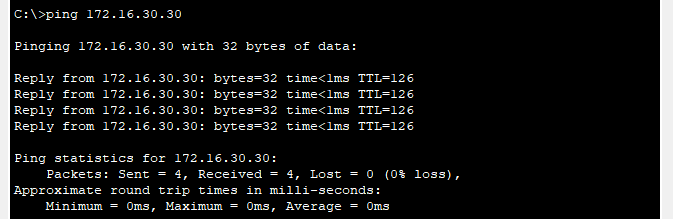 C:\>ping 172.16.30.30
Pinging 172.16.30.30 with 32 bytes of data:
Reply from 172.16.30.30: bytes=32 time<1ms TTL=126
Reply from 172.16.30.30: bytes=32 time<1ms TTL=126
Reply from 172.16.30.30: bytes=32 time<1ms TTL=126
Reply from 172.16.30.30: bytes=32 time<1ms TTL=126
Ping statistics for 172.16.30.30:
Packets: Sent = 4, Received = 4, Lost = 0 (0% loss),
Approximate round trip times in milli-seconds:
Minimum = 0ms, Maximum = 0ms, Average = 0ms